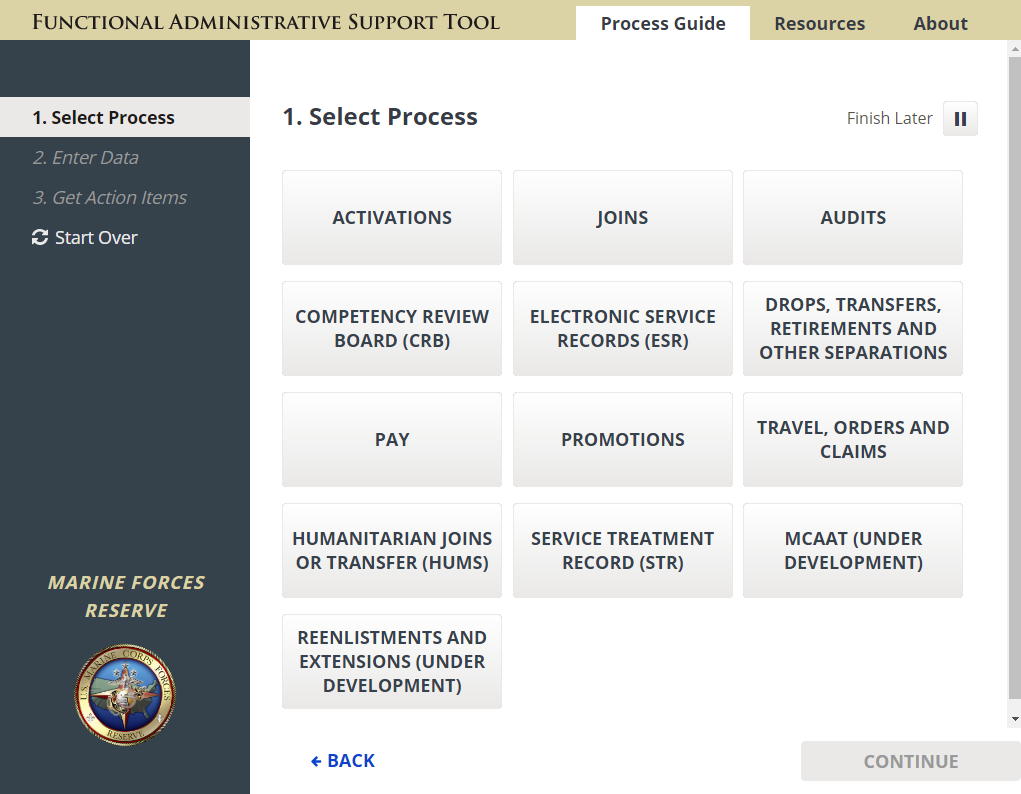 FUNCTIONAL ADMINISTRATIVE SUPPORT TOOL
Process Guide
Resources
About
1. Select Process
2. Enter Data
3. Get Action Items
Start Over
MARINE FORCES
RESERVE
U.S. MARINE CORPS FORCES
RESERVE
1. Select Process
Finish Later
ACTIVATIONS
JOINS
AUDITS
COMPETENCY REVIEW
BOARD (CRB)
ELECTRONIC SERVICE
RECORDS (ESR)
DROPS, TRANSFERS,
RETIREMENTS AND
OTHER SEPARATIONS
PAY
PROMOTIONS
TRAVEL, ORDERS AND
CLAIMS
HUMANITARIAN JOINS
OR TRANSFER (HUMS)
SERVICE TREATMENT
RECORD (STR)
MCAAT (UNDER
DEVELOPMENT)
REENLISTMENTS AND
EXTENSIONS (UNDER
DEVELOPMENT)
BACK
CONTINUE